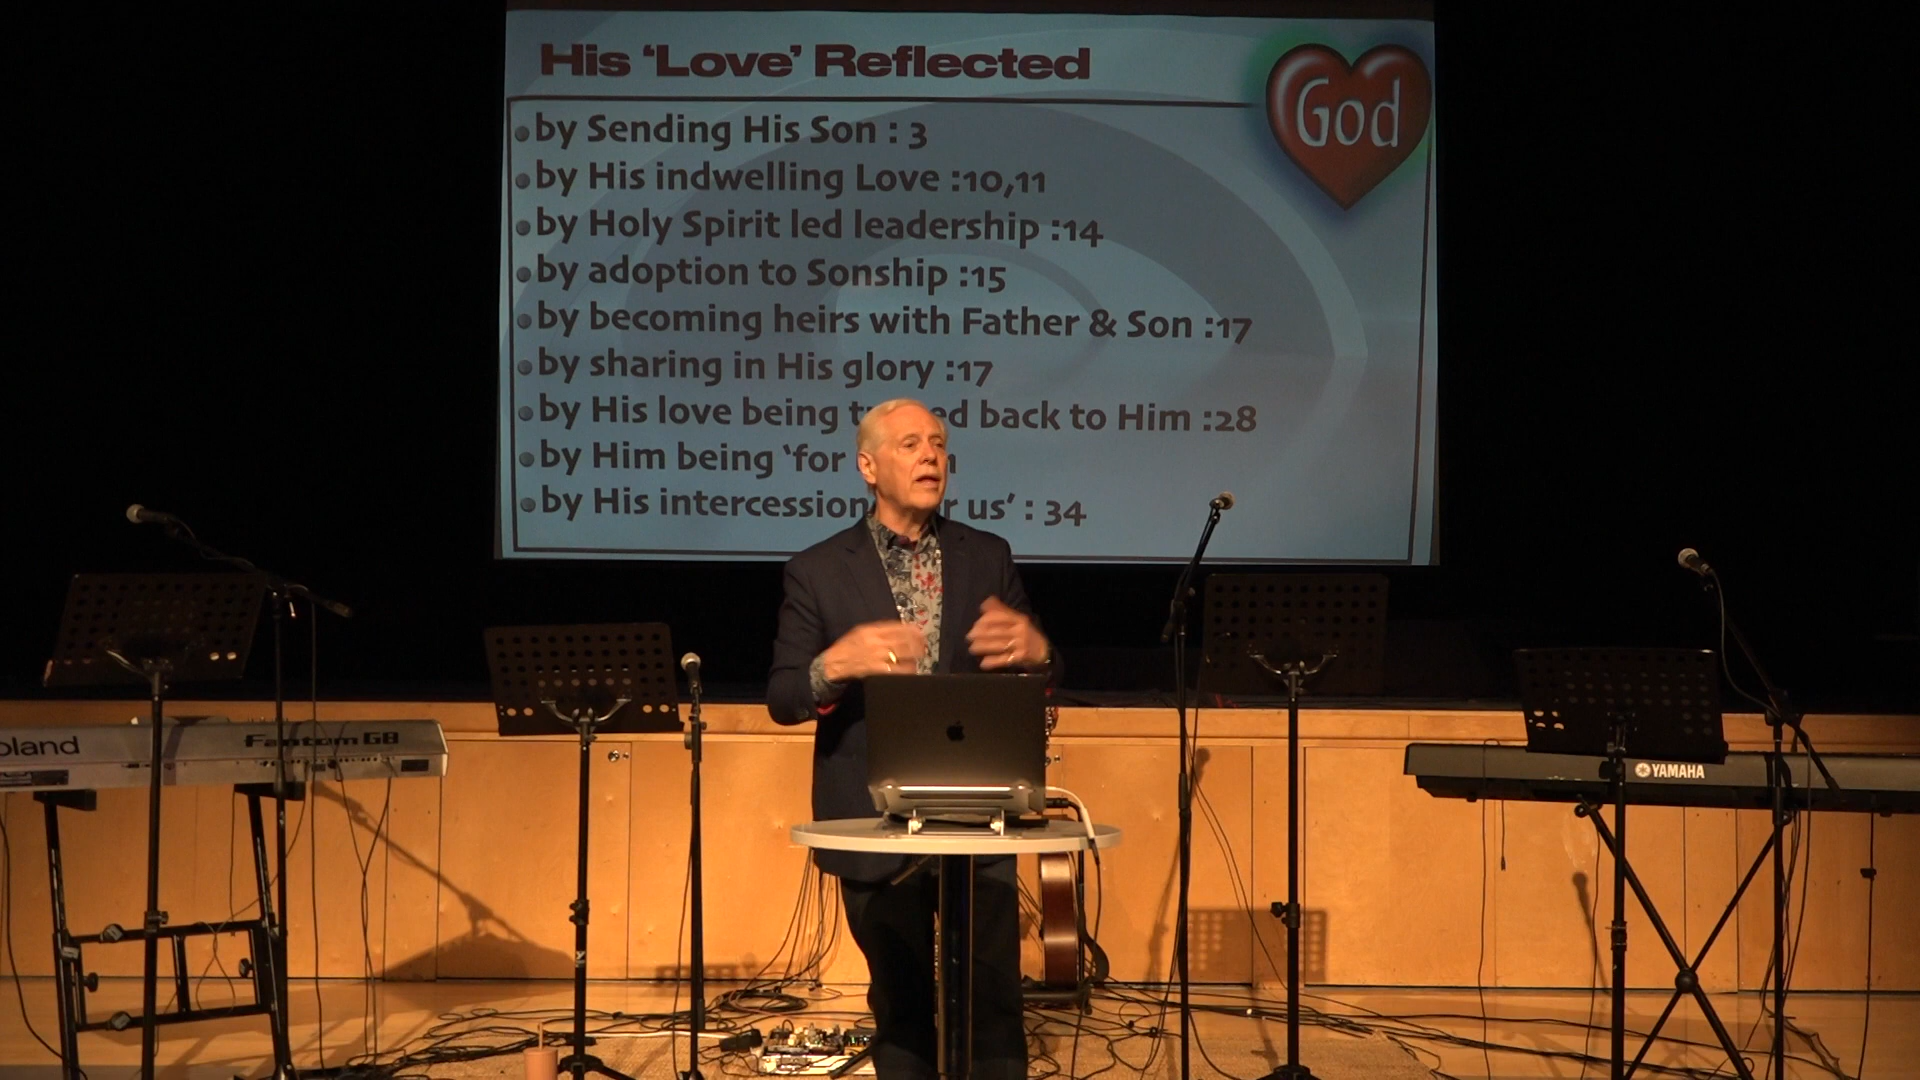 His ‘Love’ Reflected
God
by Sending His Son : 3
by His indwelling Love :10,11
by Holy Spirit led leadership :14
by adoption to Sonship :15
by becoming heirs with Father & Son :17
by sharing in His glory :17
by His love being back to Him :28
by Him being ‘for
by His intercession us’ : 34
Fantom G8
YAMAHA